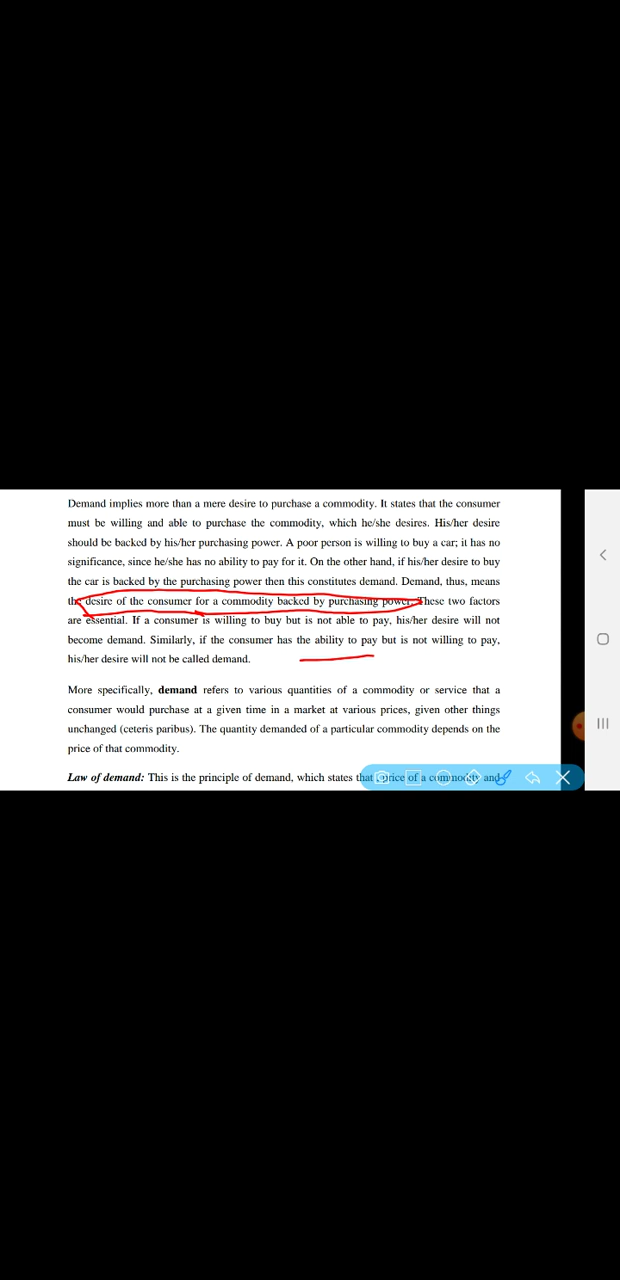 Demand implies more than a mere desire to purchase a commodity. It states that the consumer
must be willing and able to purchase the commodity, which he/she desires. His/her desire
should be backed by his/her purchasing power. A poor person is willing to buy a car; it has no
significance, since he/she has no ability to pay for it. On the other hand, if his/her desire to buy
the car is backed by the purchasing power then this constitutes demand. Demand, thus, means
the desire of the consumer for a commodity backed by purchasing power. These two factors
are essential. If a consumer is willing to buy but is not able to pay, his/her desire will not
become demand. Similarly, if the consumer has the ability to pay but is not willing to pay,
his/her desire will not be called demand.
More specifically, demand refers to various quantities of a commodity or service that a
consumer would purchase at a given time in a market at various prices, given other things
unchanged (ceteris paribus). The quantity demanded of a particular commodity depends on the
price of that commodity.
Law of demand: This is the principle of demand, which states that price of a commodity and